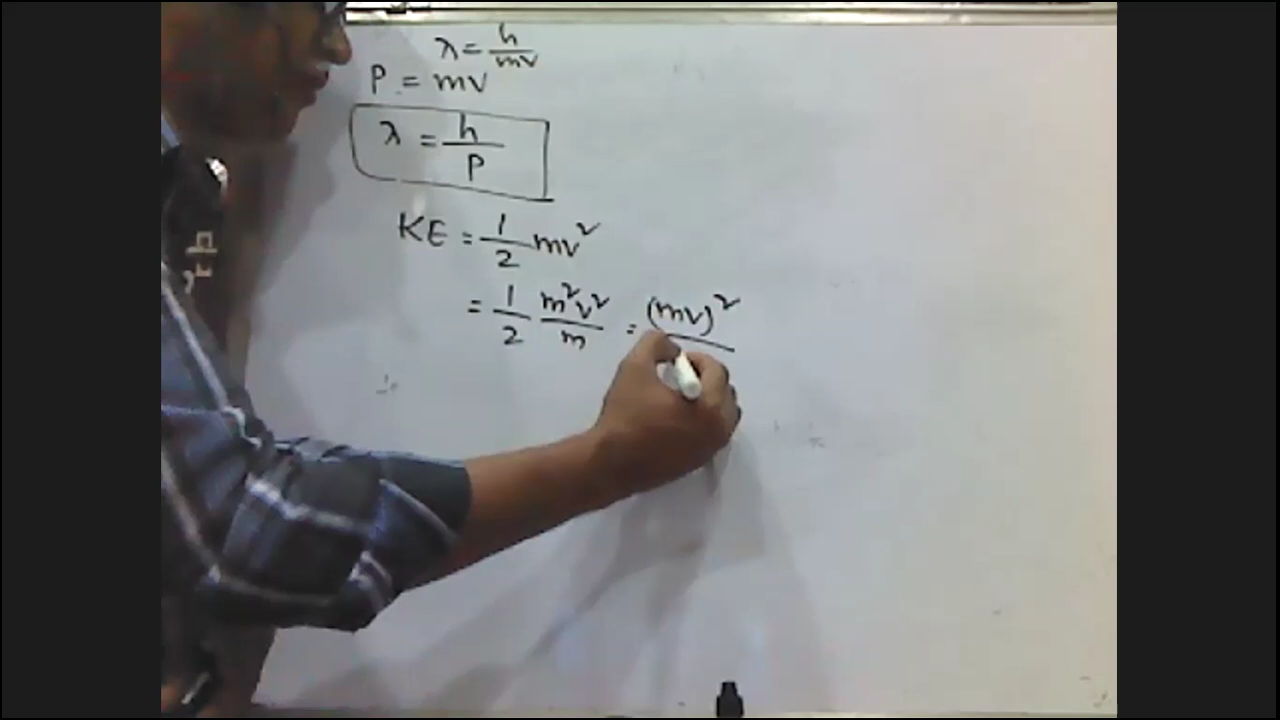 λ = h/mv
P = mv
λ = h/P
KE = 1/2 mv²
= 1/2 m²v²/m = (mv)²